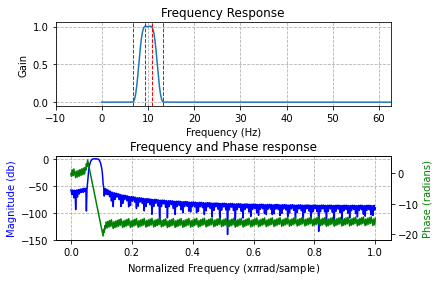 Frequency Response
1.0
0.5
0.0
Gain
-10 0 10 20 30 40 50 60
Frequency (Hz)
Frequency and Phase response
0
−50
−100
−150
Magnitude (db)
0
−10
−20
Phase (radians)
0.0 0.2 0.4 0.6 0.8 1.0
Normalized Frequency (xπrad/sample)